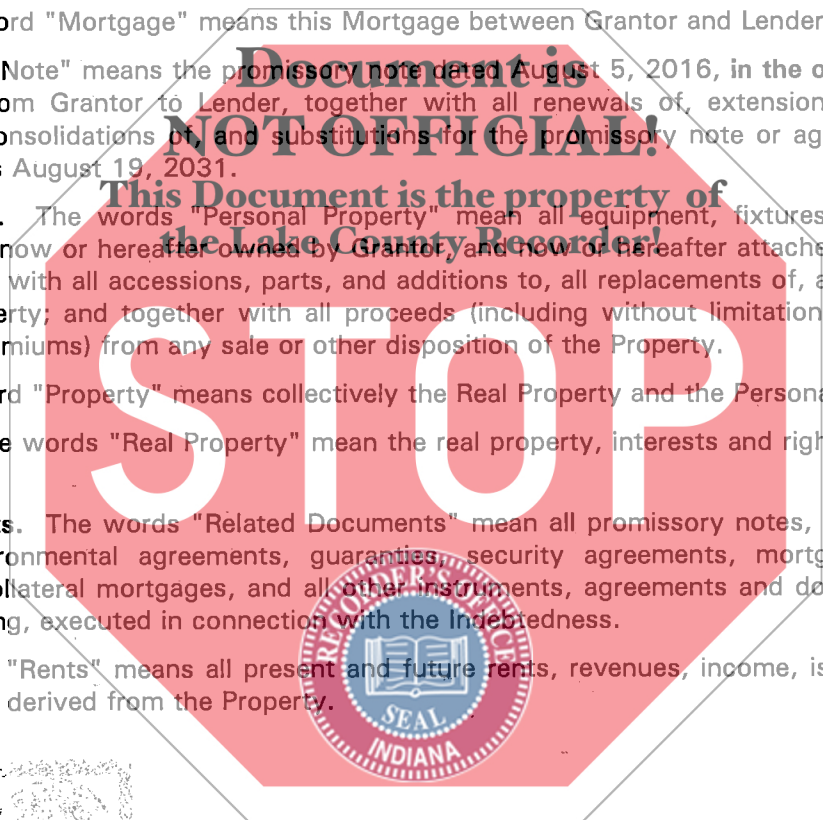 ord "Mortgage" means this Mortgage between Grantor and Lender
Document is
Note" means the promissory note dated August 5, 2016, in the o
om Grantor to Lender, together with all renewals of, extension
NOT OFFICIAL!
onsolidations of, and substitutions for the promissory note or ag
August 19, 2031.
This Document is the property of
. The words "Personal Property" mean all equipment, fixtures
the Lake County Recorder!
now or hereafter owned by Grantor, and now or hereafter attache
with all accessions, parts, and additions to, all replacements of, a
erty; and together with all proceeds (including without limitation
miums) from any sale or other disposition of the Property.
STOP
rd "Property" means collectively the Real Property and the Persona
e words "Real Property" mean the real property, interests and righ
s. The words "Related Documents" mean all promissory notes,
ronmental agreements, guaranties, security agreements, mortg
ollateral mortgages, and all other instruments, agreements and do
ng, executed in connection with the Indebtedness.
RECORDER'S OFFICE
"Rents" means all present and future rents, revenues, income, is
derived from the Property.
SEAL
INDIANA